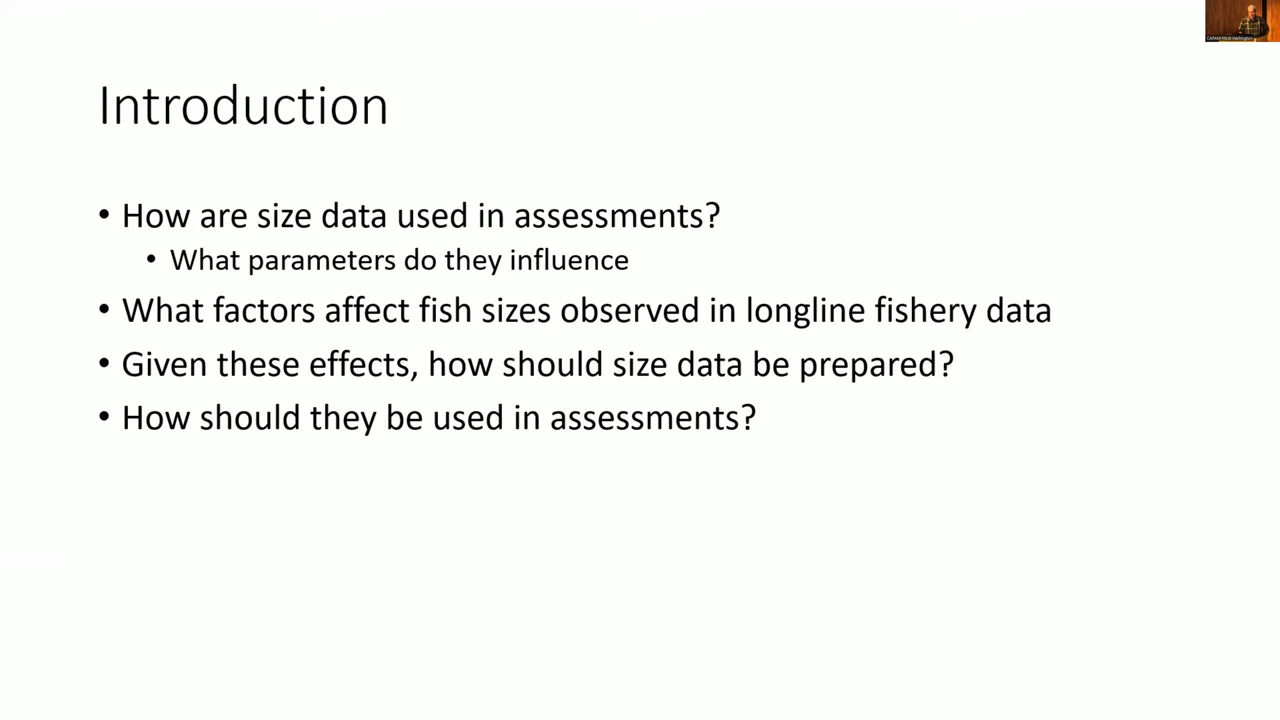 Introduction
• How are size data used in assessments?
• What parameters do they influence
• What factors affect fish sizes observed in longline fishery data
• Given these effects, how should size data be prepared?
• How should they be used in assessments?